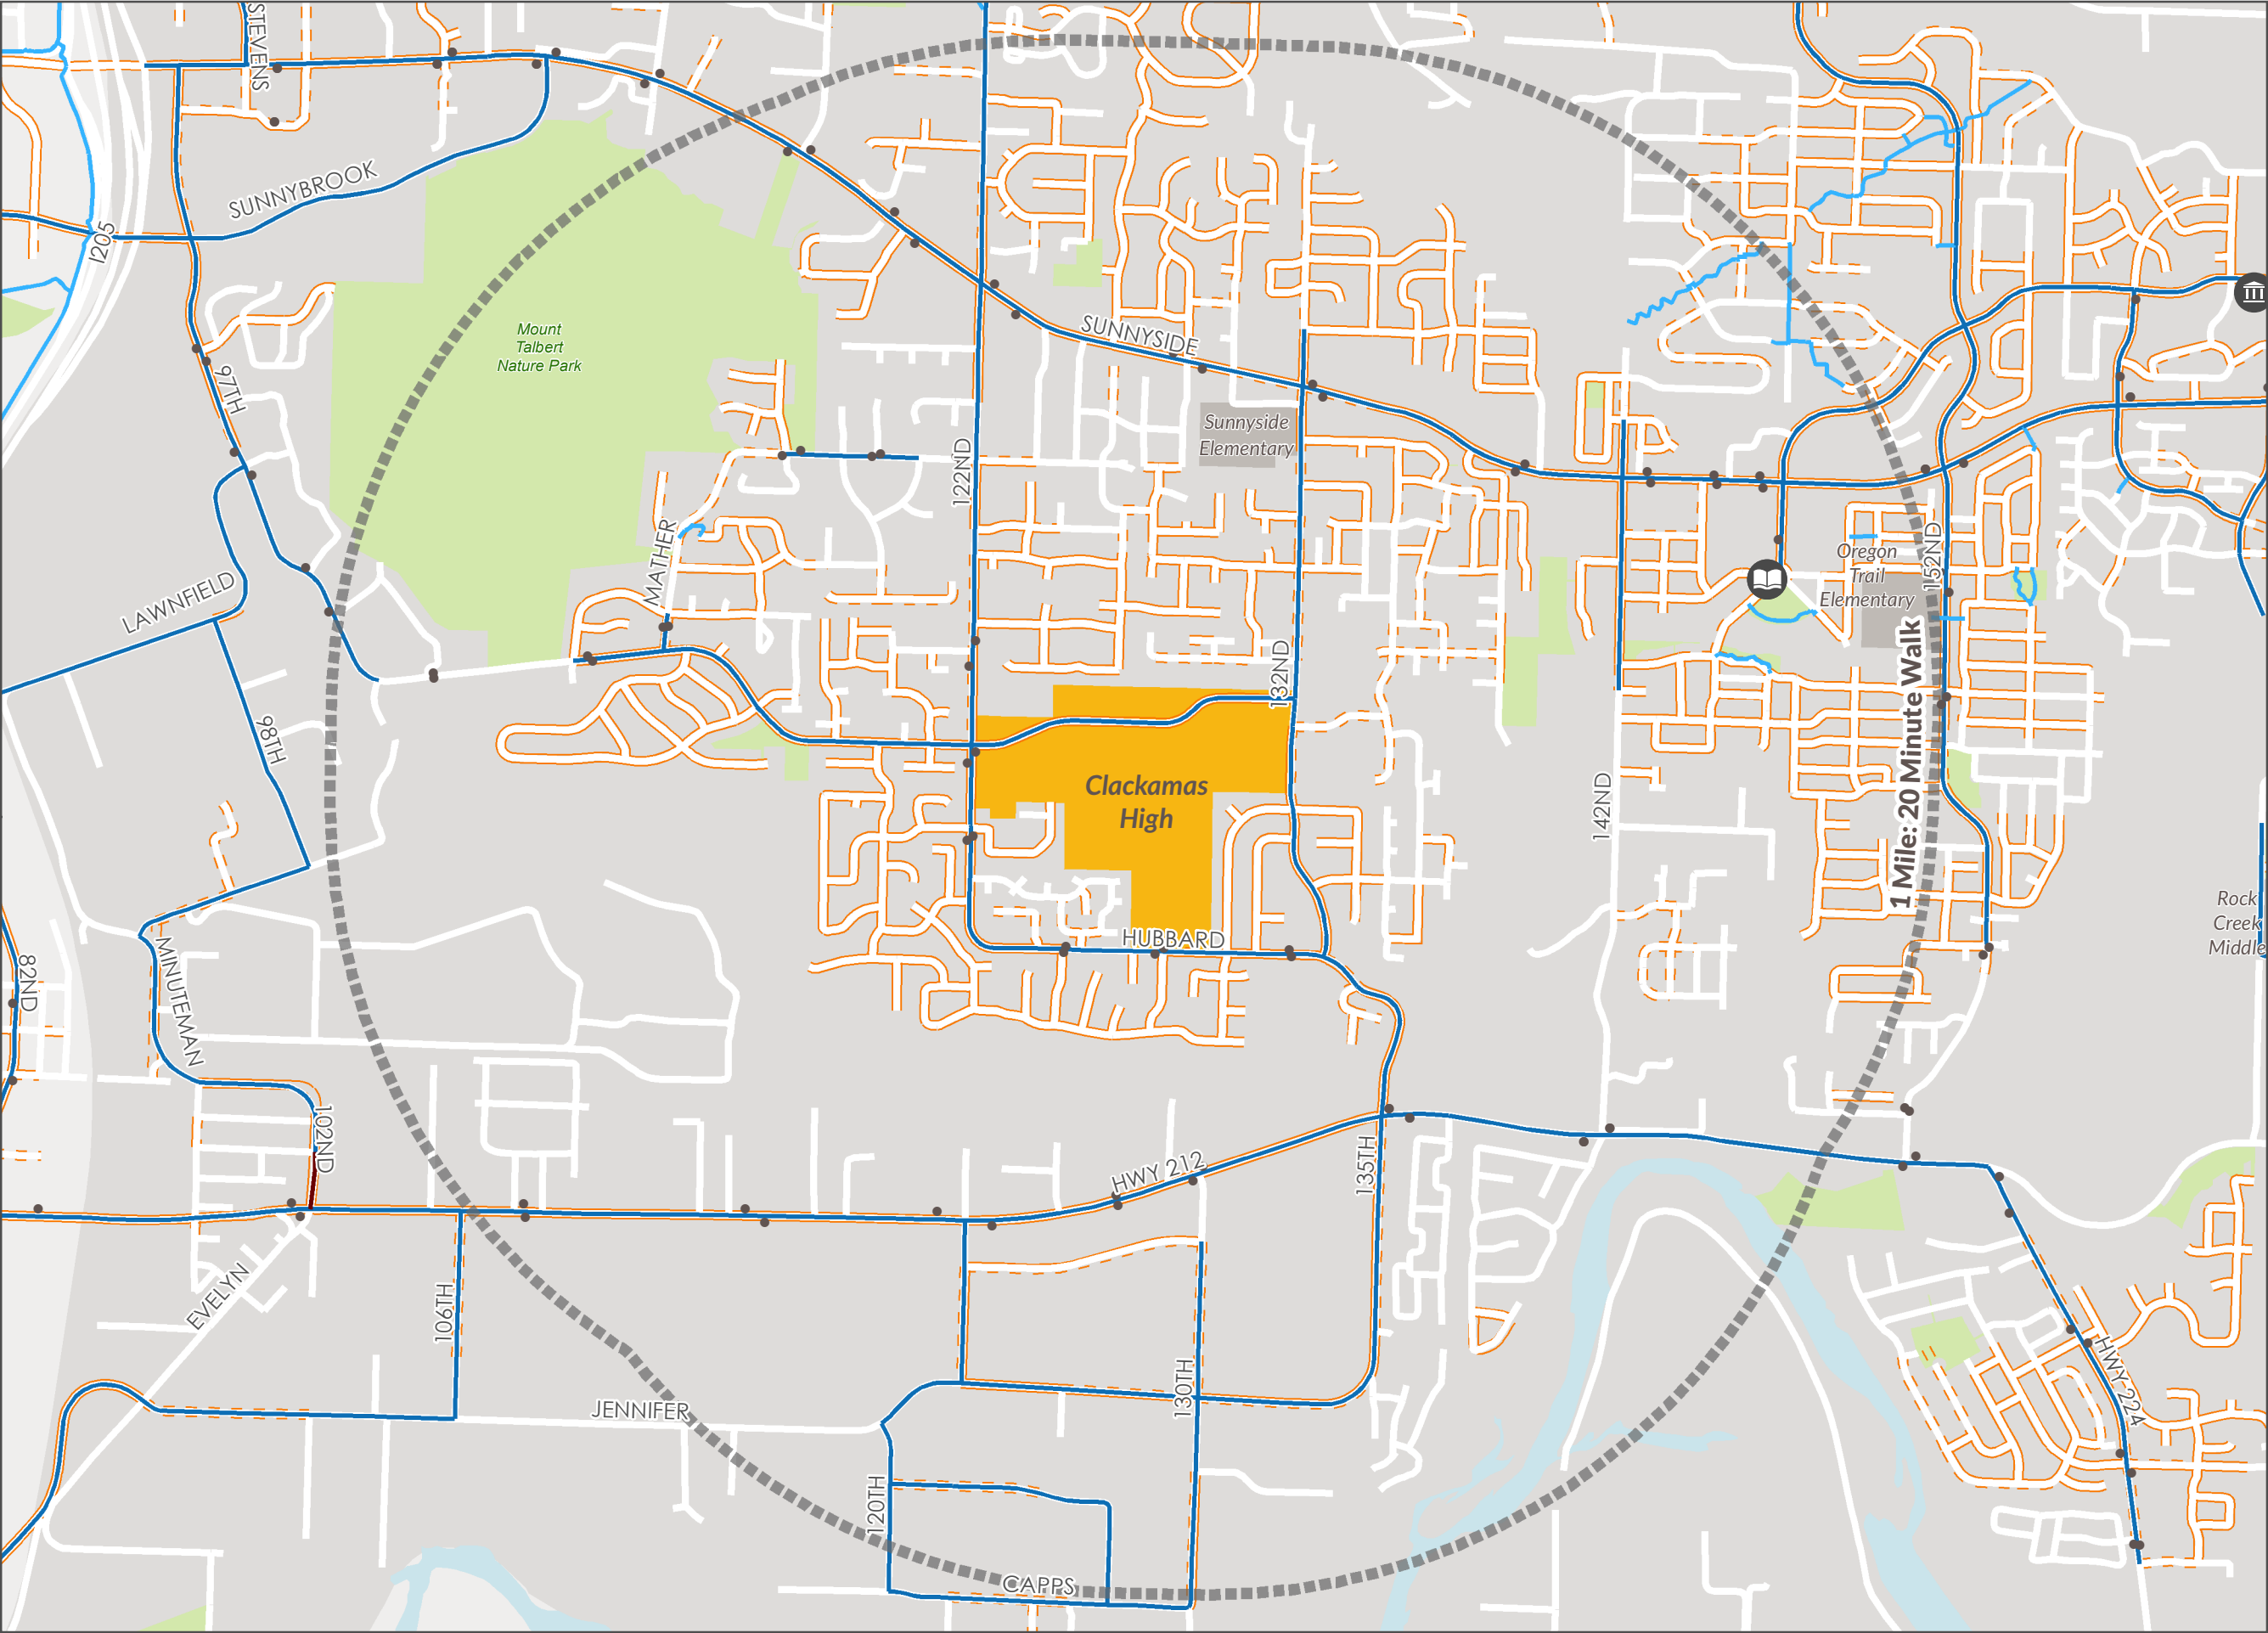 STEVENS
SUNNYBROOK
I205
Mount
Talbert
Nature Park
SUNNYSIDE
97TH
Sunnyside
Elementary
122ND
MATHER
152ND
Oregon
Trail
Elementary
LAWNFIELD
132ND
98TH
Clackamas
High
142ND
1 Mile: 20 Minute Walk
Rock
Creek
Middle
HUBBARD
82ND
MINUTEMAN
102ND
HWY 212
135TH
EVELYN
106TH
130TH
HWY 224
JENNIFER
120TH
CAPPS